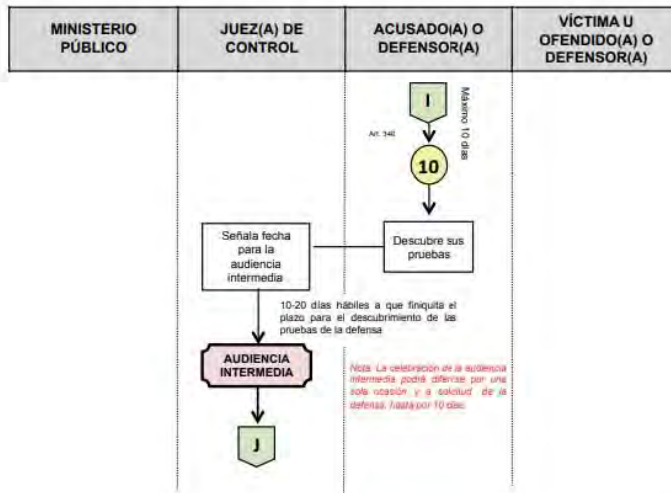 MINISTERIO
PÚBLICO
JUEZ(A) DE
CONTROL
ACUSADO(A) O
DEFENSOR(A)
VÍCTIMA U
OFENDIDO(A) O
DEFENSOR(A)
I
Máximo 10 días
Art. 340
10
Señala fecha
para la
audiencia
intermedia
Descubre sus
pruebas
10-20 días hábiles a que finiquita el
plazo para el descubrimiento de las
pruebas de la defensa
AUDIENCIA
INTERMEDIA
Nota: La celebración de la audiencia
intermedia podrá diferirse por una
sola ocasión y a solicitud de la
defensa, hasta por 10 días.
J